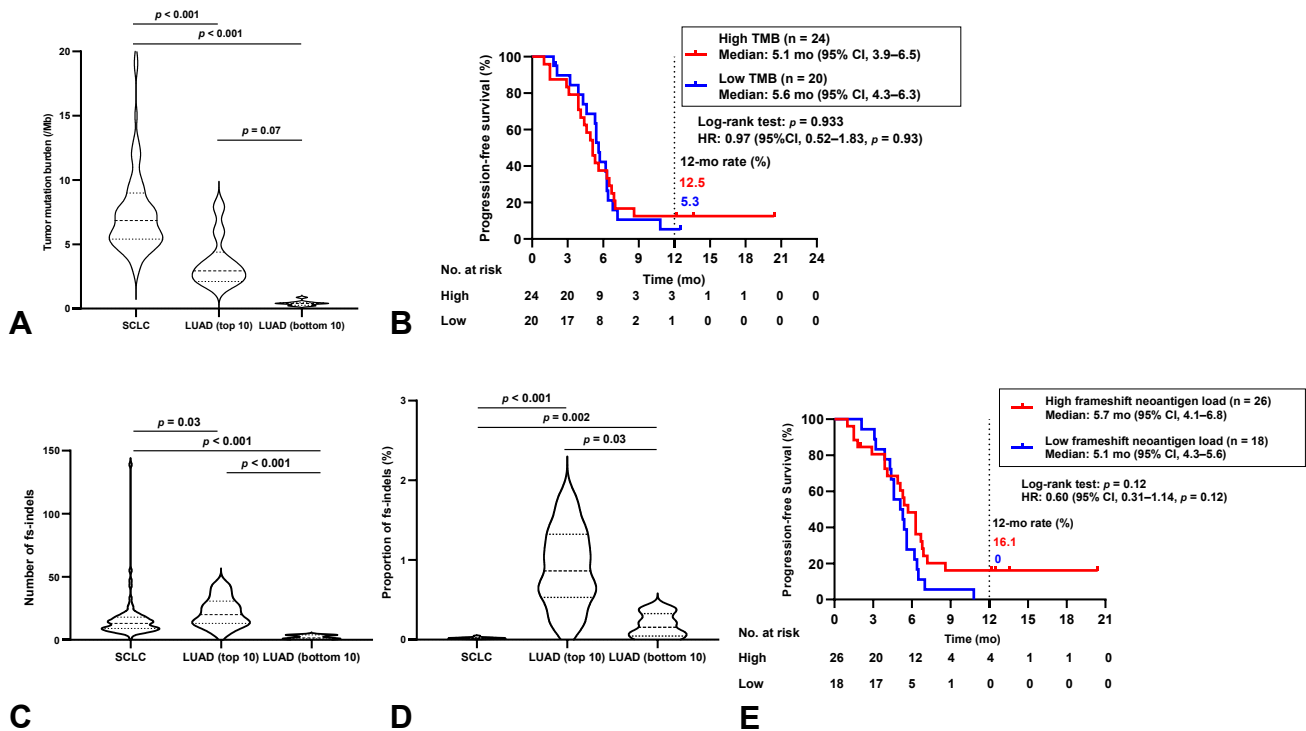 p < 0.001
p < 0.001
p = 0.07
Tumor mutation burden (/Mb)
20
15
10
5
0
SCLC
LUAD (top 10)
LUAD (bottom 10)
A
High TMB (n = 24)
Median: 5.1 mo (95% CI, 3.9–6.5)
Low TMB (n = 20)
Median: 5.6 mo (95% CI, 4.3–6.3)
Log-rank test: p = 0.933
HR: 0.97 (95%CI, 0.52–1.83, p = 0.93)
12-mo rate (%)
12.5
5.3
Progression-free survival (%)
100
80
60
40
20
0
0 3 6 9 12 15 18 21 24
Time (mo)
No. at risk
High 24 20 9 3 3 1 1 0 0
Low 20 17 8 2 1 0 0 0 0
B
p = 0.03
p < 0.001
p < 0.001
Number of fs-indels
150
100
50
0
SCLC
LUAD (top 10)
LUAD (bottom 10)
C
p < 0.001
p = 0.002
p = 0.03
Proportion of fs-indels (%)
3
2
1
0
SCLC
LUAD (top 10)
LUAD (bottom 10)
D
High frameshift neoantigen load (n = 26)
Median: 5.7 mo (95% CI, 4.1–6.8)
Low frameshift neoantigen load (n = 18)
Median: 5.1 mo (95% CI, 4.3–5.6)
Log-rank test: p = 0.12
HR: 0.60 (95% CI, 0.31–1.14, p = 0.12)
12-mo rate (%)
16.1
0
Progression-free Survival (%)
100
80
60
40
20
0
0 3 6 9 12 15 18 21
Time (mo)
No. at risk
High 26 20 12 4 4 1 1 0
Low 18 17 5 1 0 0 0 0
E